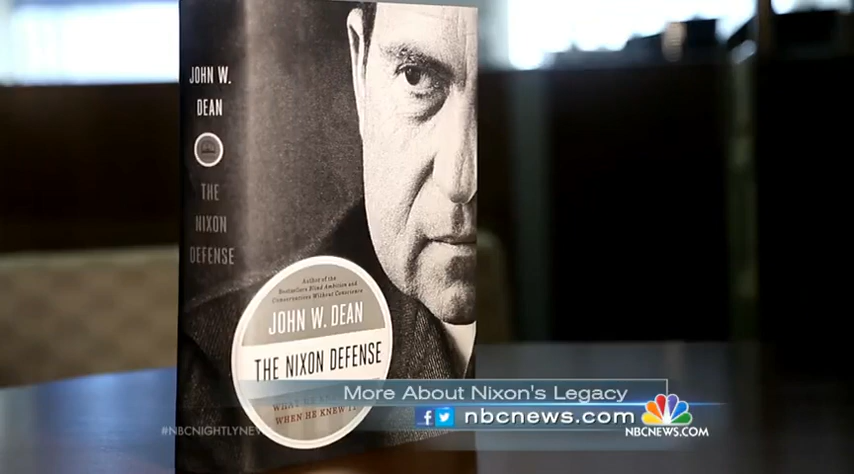 JOHN W.
DEAN
THE
NIXON
DEFENSE
Author of the
Bestsellers Blind Ambition and
Conservatives Without Conscience
JOHN W. DEAN
THE NIXON DEFENSE
WHEN HE KNEW IT
More About Nixon's Legacy
nbcnews.com
#NBCNIGHTLYNE
NBCNEWS.COM